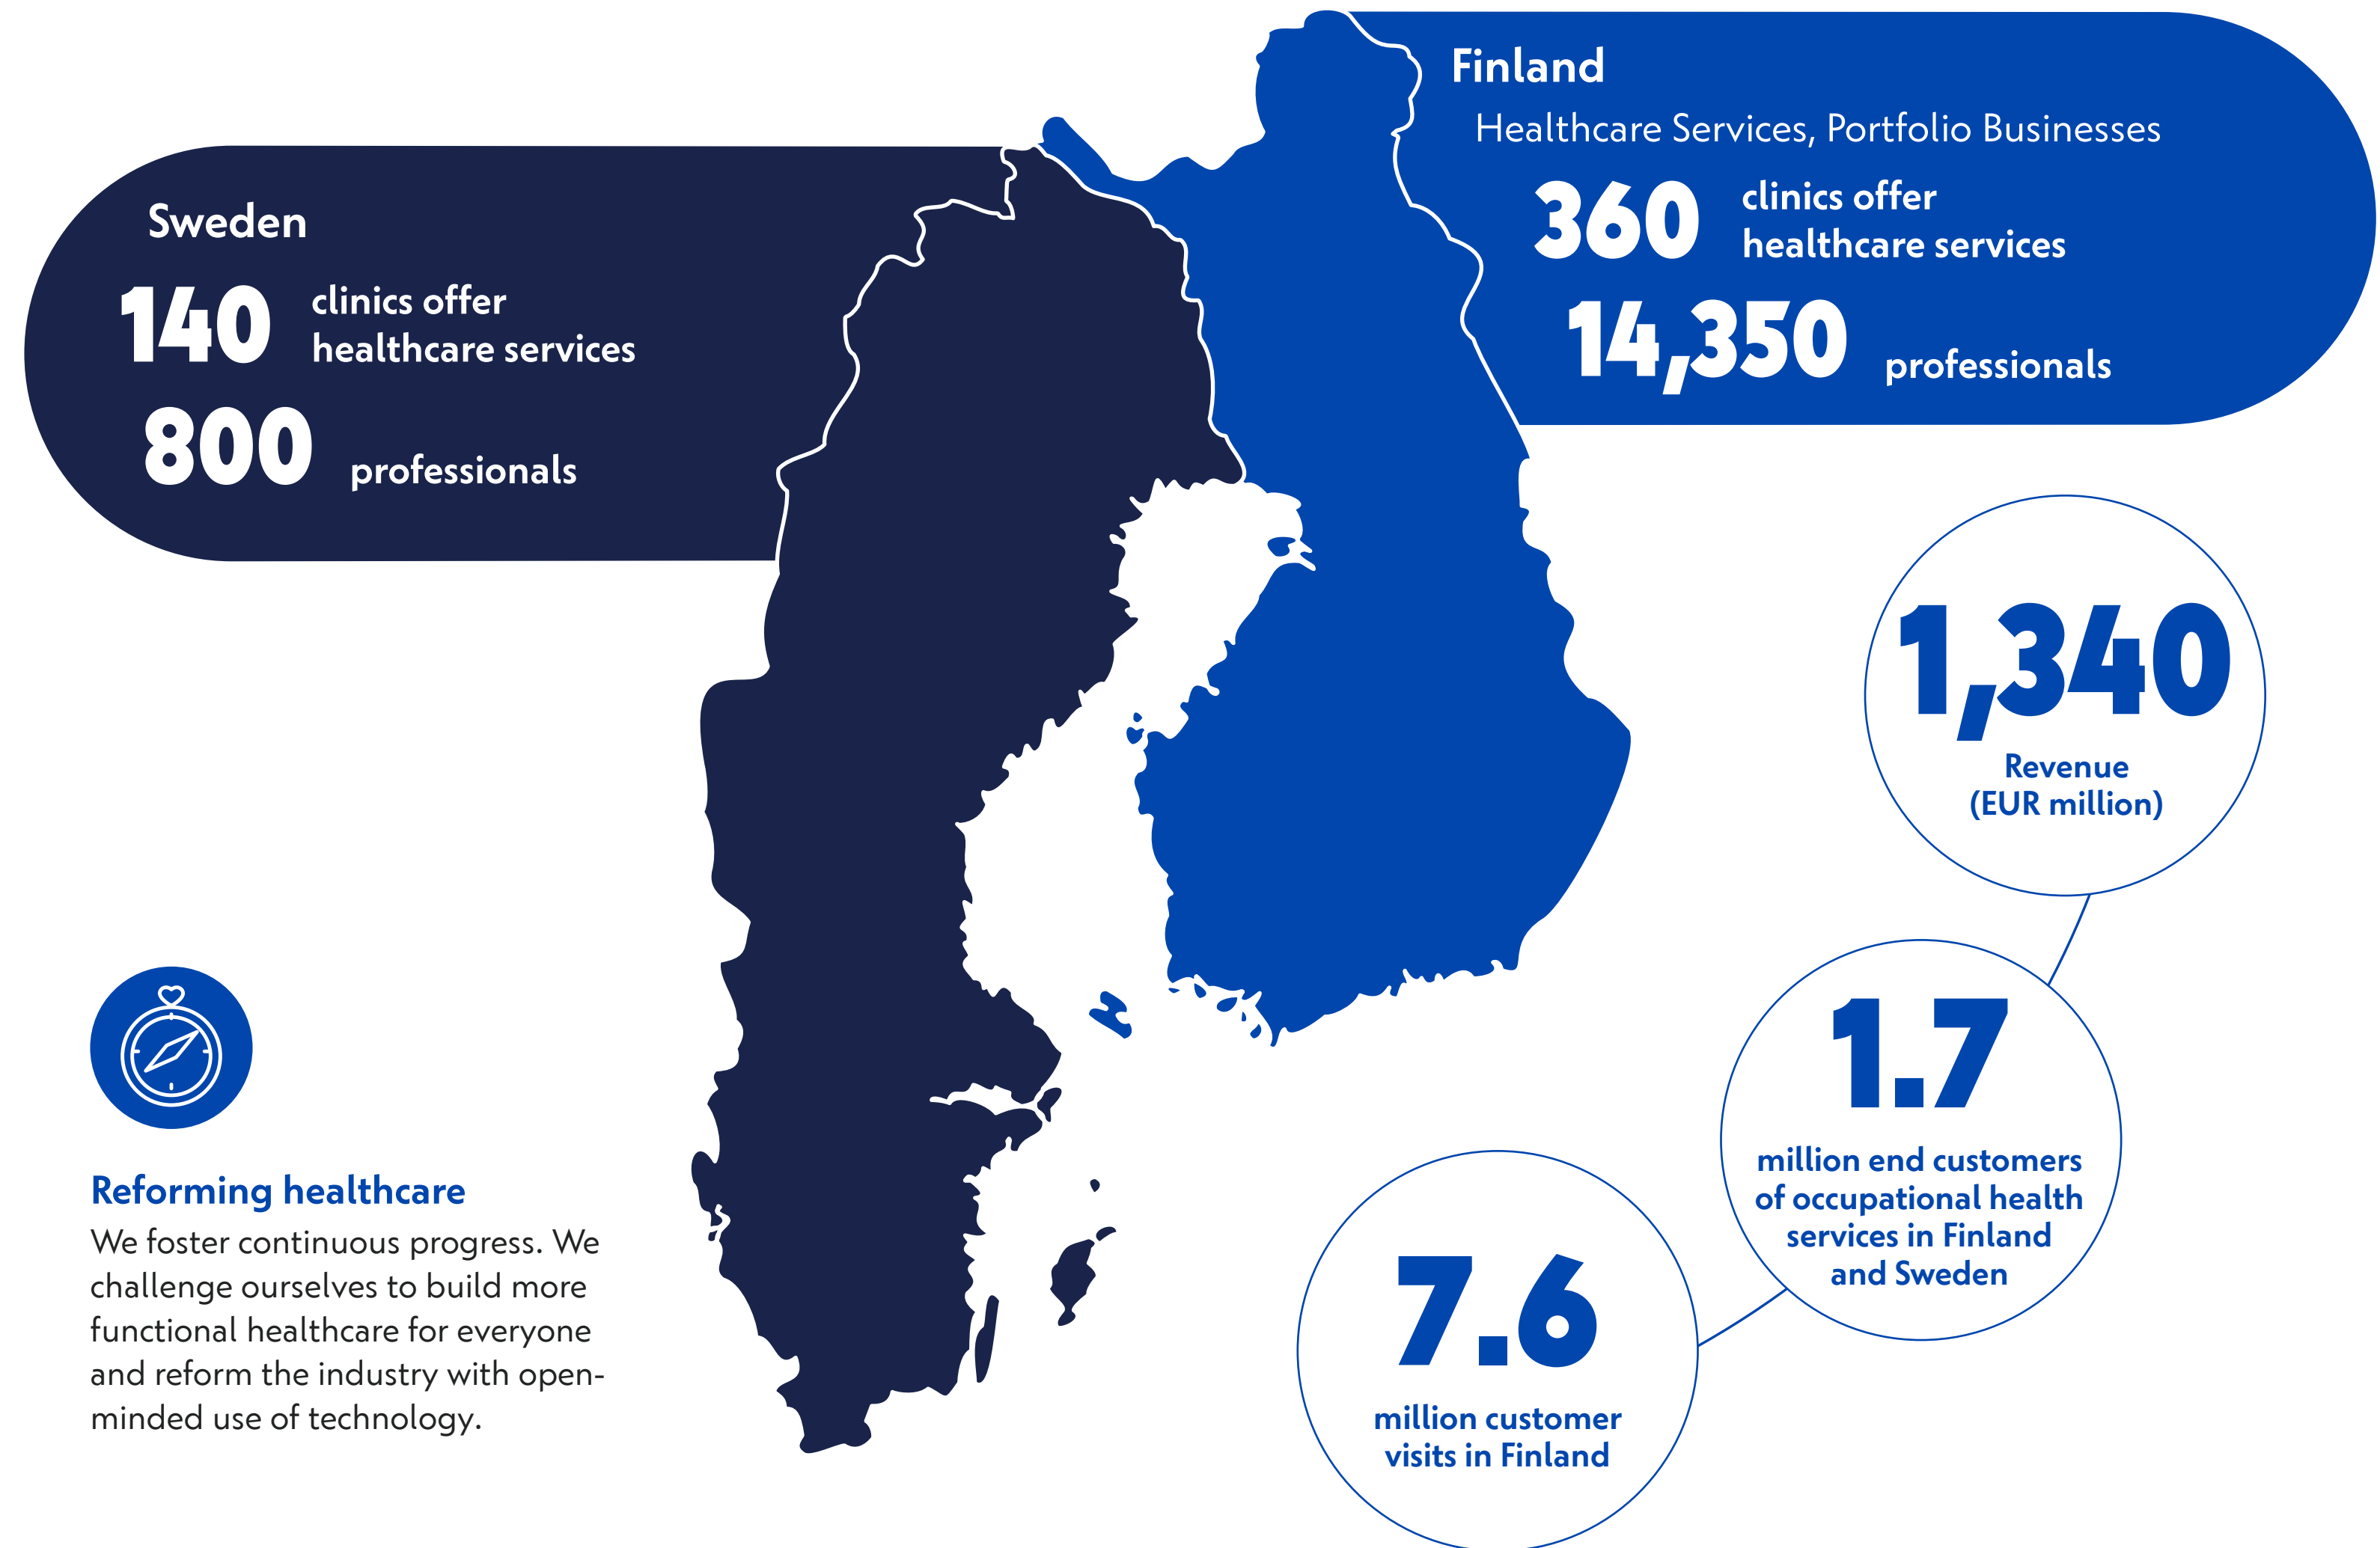 Sweden
140
clinics offer
healthcare services
800
professionals
Finland
Healthcare Services, Portfolio Businesses
360
clinics offer
healthcare services
14,350
professionals
1,340
Revenue
(EUR million)
1.7
million end customers
of occupational health
services in Finland
and Sweden
7.6
million customer
visits in Finland
Reforming healthcare
We foster continuous progress. We
challenge ourselves to build more
functional healthcare for everyone
and reform the industry with open-
minded use of technology.